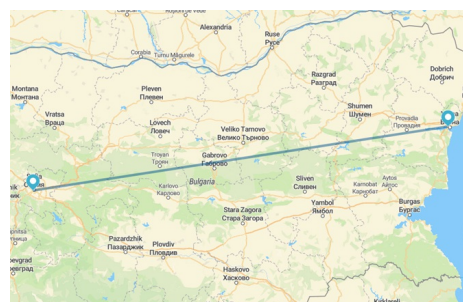 Alexandria
Ruse
Русе
Corabia
Turnu Măgurele
Dobrich
Добрич
Razgrad
Разград
Montana
Монтана
Pleven
Плевен
Shumen
Шумен
Provadia
Провадия
Vratsa
Враца
Lovech
Ловеч
Veliko Tarnovo
Велико Търново
Troyan
Троян
Gabrovo
Габрово
Karlovo
Карлово
Bulgaria
Sliven
Сливен
Karnobat
Карнобат
Aytos
Айтос
Yambol
Ямбол
Burgas
Бургас
Stara Zagora
Стара Загора
Pazardzhik
Пазарджик
Plovdiv
Пловдив
Haskovo
Хасково